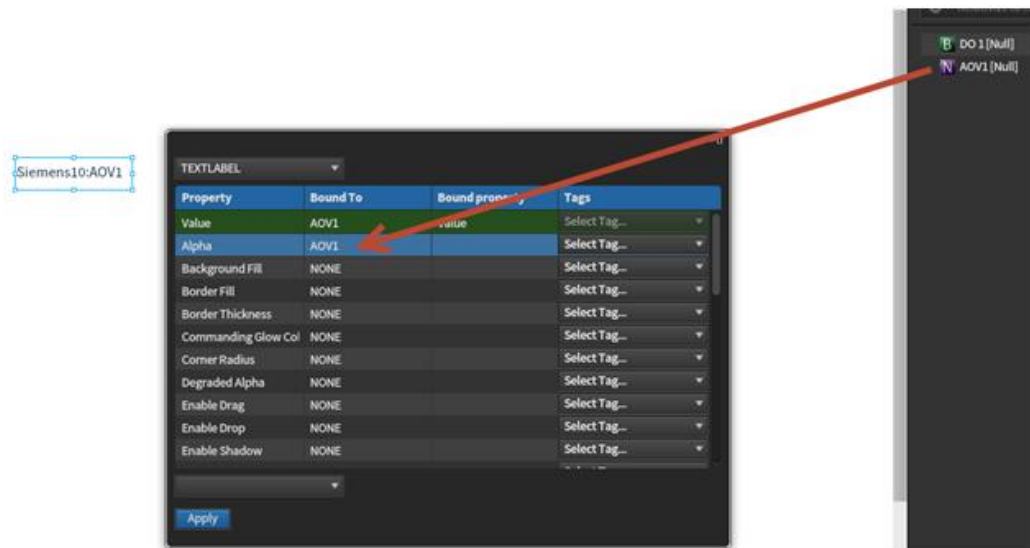 DO 1 [Null]
AOV1 [Null]
Siemens10:AOV1
TEXTLABEL
Property Bound To Bound property Tags
Value AOV1 Value Select Tag...
Alpha AOV1 Select Tag...
Background Fill NONE Select Tag...
Border Fill NONE Select Tag...
Border Thickness NONE Select Tag...
Commanding Glow Col NONE Select Tag...
Corner Radius NONE Select Tag...
Degraded Alpha NONE Select Tag...
Enable Drag NONE Select Tag...
Enable Drop NONE Select Tag...
Enable Shadow NONE Select Tag...
Apply